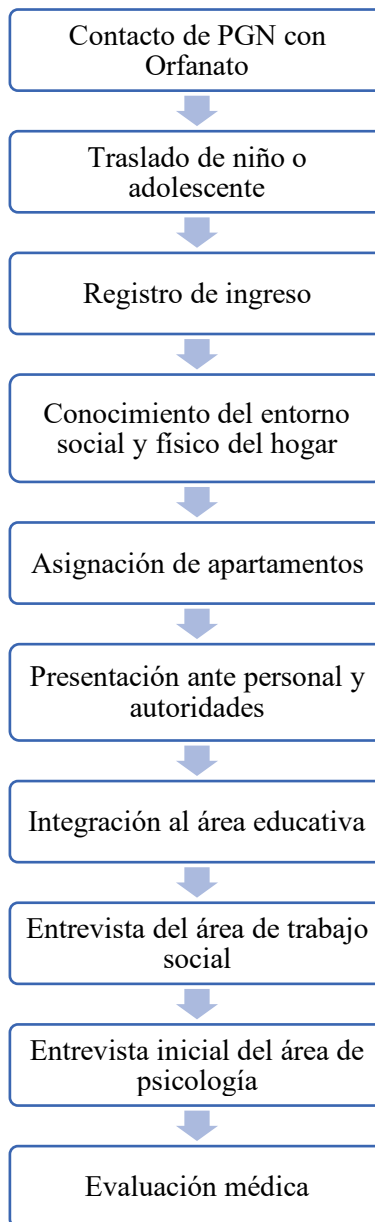 Contacto de PGN con
Orfanato
Traslado de niño o
adolescente
Registro de ingreso
Conocimiento del entorno
social y físico del hogar
Asignación de apartamentos
Presentación ante personal y
autoridades
Integración al área educativa
Entrevista del área de trabajo
social
Entrevista inicial del área de
psicología
Evaluación médica